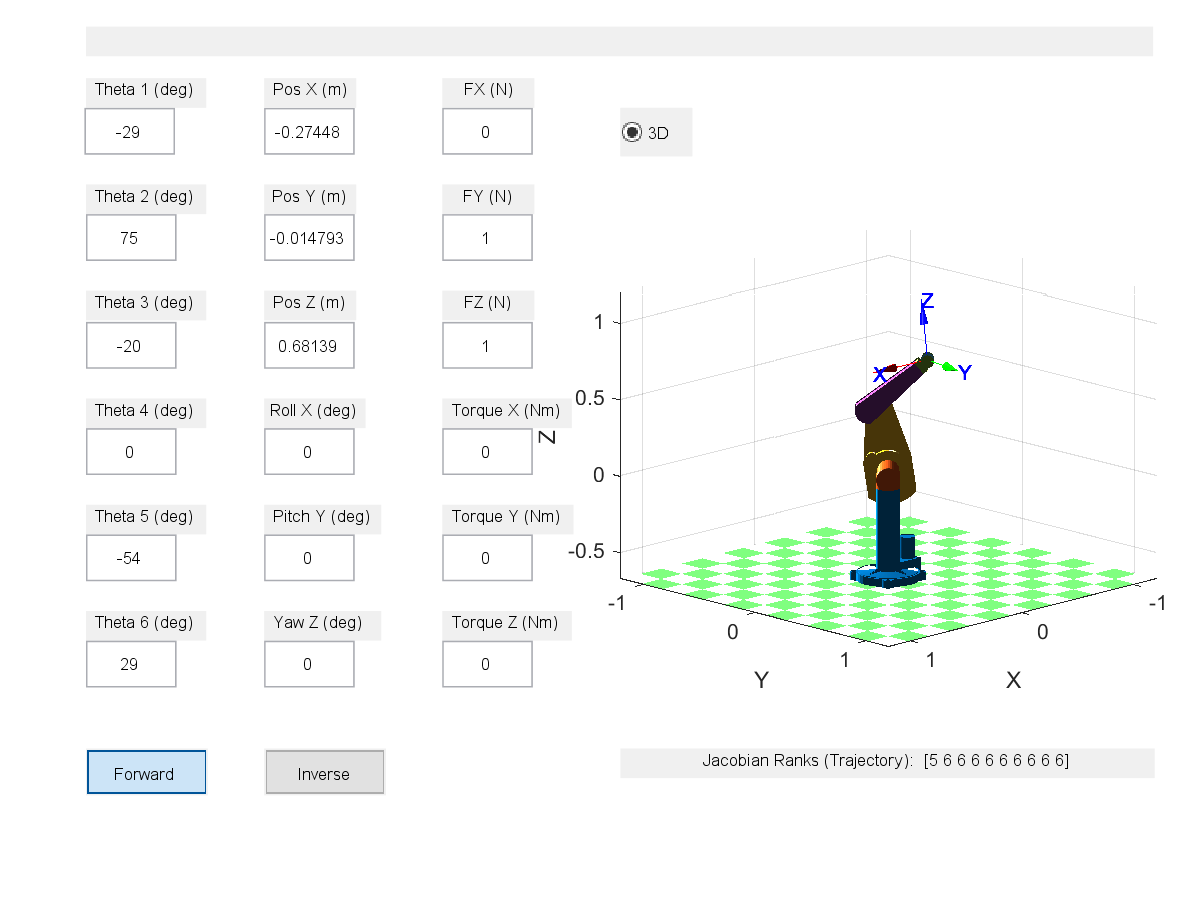 Theta 1 (deg)
Pos X (m)
FX (N)
-29
-0.27448
0
3D
Theta 2 (deg)
Pos Y (m)
FY (N)
75
-0.014793
1
Theta 3 (deg)
Pos Z (m)
FZ (N)
-20
0.68139
1
Theta 4 (deg)
Roll X (deg)
Torque X (Nm)
0
0
0
Theta 5 (deg)
Pitch Y (deg)
Torque Y (Nm)
-54
0
0
Theta 6 (deg)
Yaw Z (deg)
Torque Z (Nm)
29
0
0
Z
X
Y
1
0.5
0
-0.5
Z
-1
0
1
Y
1
0
-1
X
Forward
Inverse
Jacobian Ranks (Trajectory): [5 6 6 6 6 6 6 6 6 6]